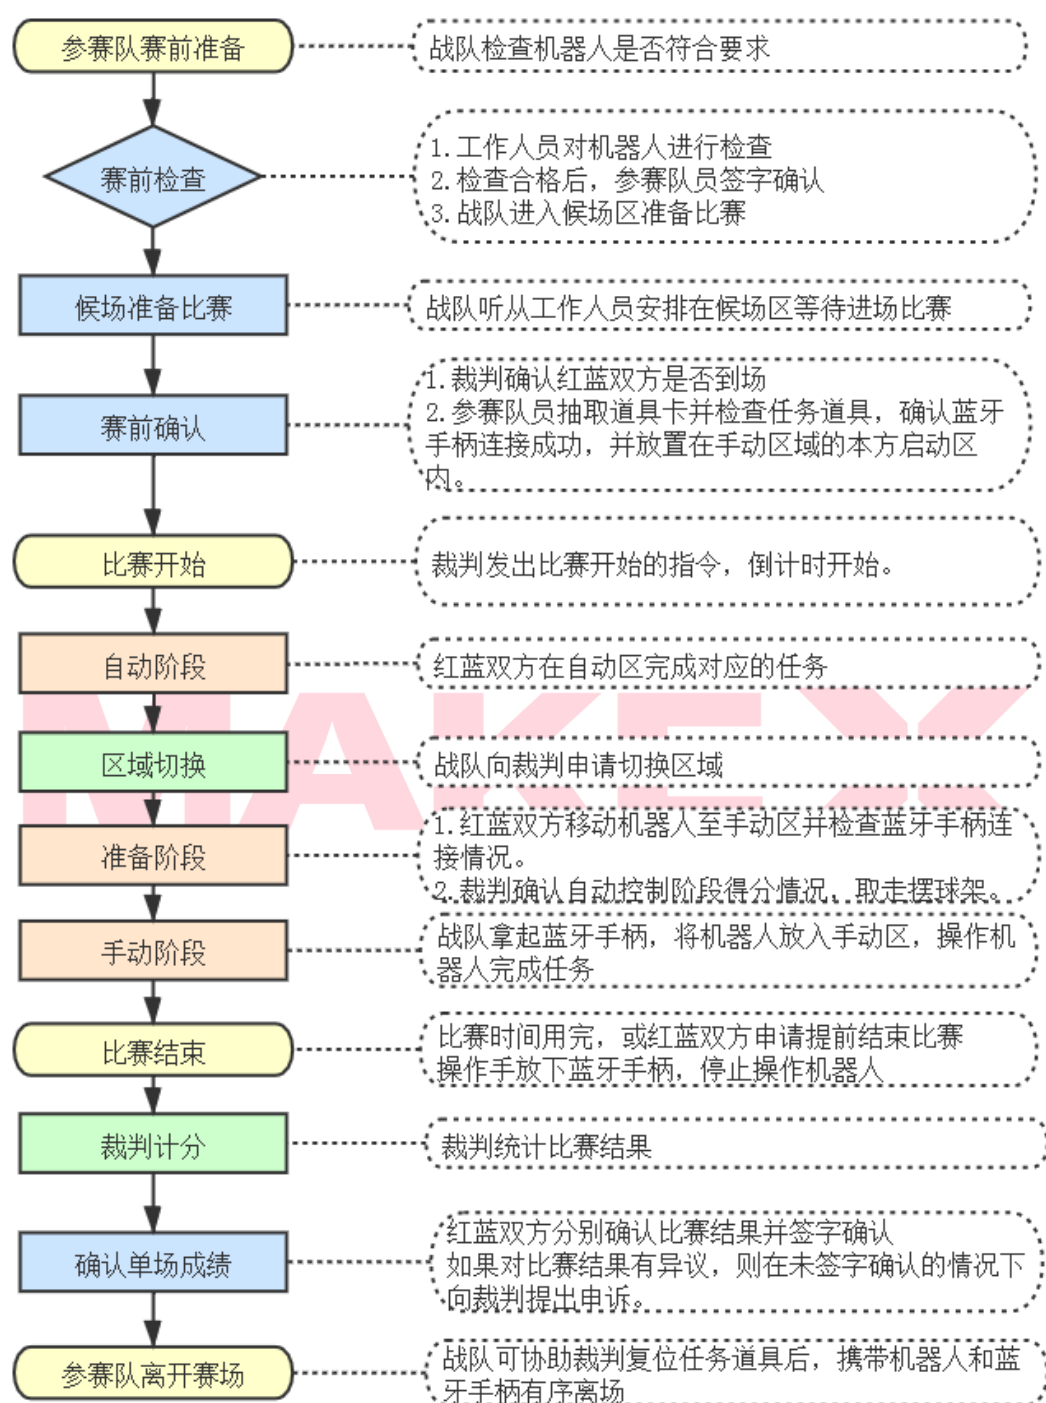 参赛队赛前准备
战队检查机器人是否符合要求
赛前检查
1.工作人员对机器人进行检查
2.检查合格后，参赛队员签字确认
3.战队进入候场区准备比赛
候场准备比赛
战队听从工作人员安排在候场区等待进场比赛
赛前确认
1.裁判确认红蓝双方是否到场
2.参赛队员抽取道具卡并检查任务道具，确认蓝牙
手柄连接成功，并放置在手动区域的本方启动区
内。
比赛开始
裁判发出比赛开始的指令，倒计时开始。
自动阶段
红蓝双方在自动区完成对应的任务
MAKEX
区域切换
战队向裁判申请切换区域
准备阶段
1.红蓝双方移动机器人至手动区并检查蓝牙手柄连
接情况。
2.裁判确认自动控制阶段得分情况，取走摆球架。
手动阶段
战队拿起蓝牙手柄，将机器人放入手动区，操作机
器人完成任务
比赛结束
比赛时间用完，或红蓝双方申请提前结束比赛
操作手放下蓝牙手柄，停止操作机器人
裁判计分
裁判统计比赛结果
确认单场成绩
红蓝双方分别确认比赛结果并签字确认
如果对比赛结果有异议，则在未签字确认的情况下
向裁判提出申诉。
参赛队离开赛场
战队可协助裁判复位任务道具后，携带机器人和蓝
牙手柄有序离场